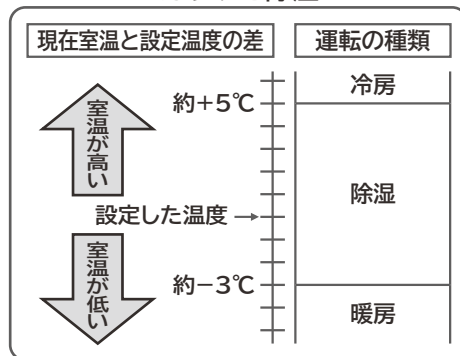 現在室温と設定温度の差
運転の種類
室温が高い
約+5℃
冷房
除湿
設定した温度→
室温が低い
約−3℃
暖房